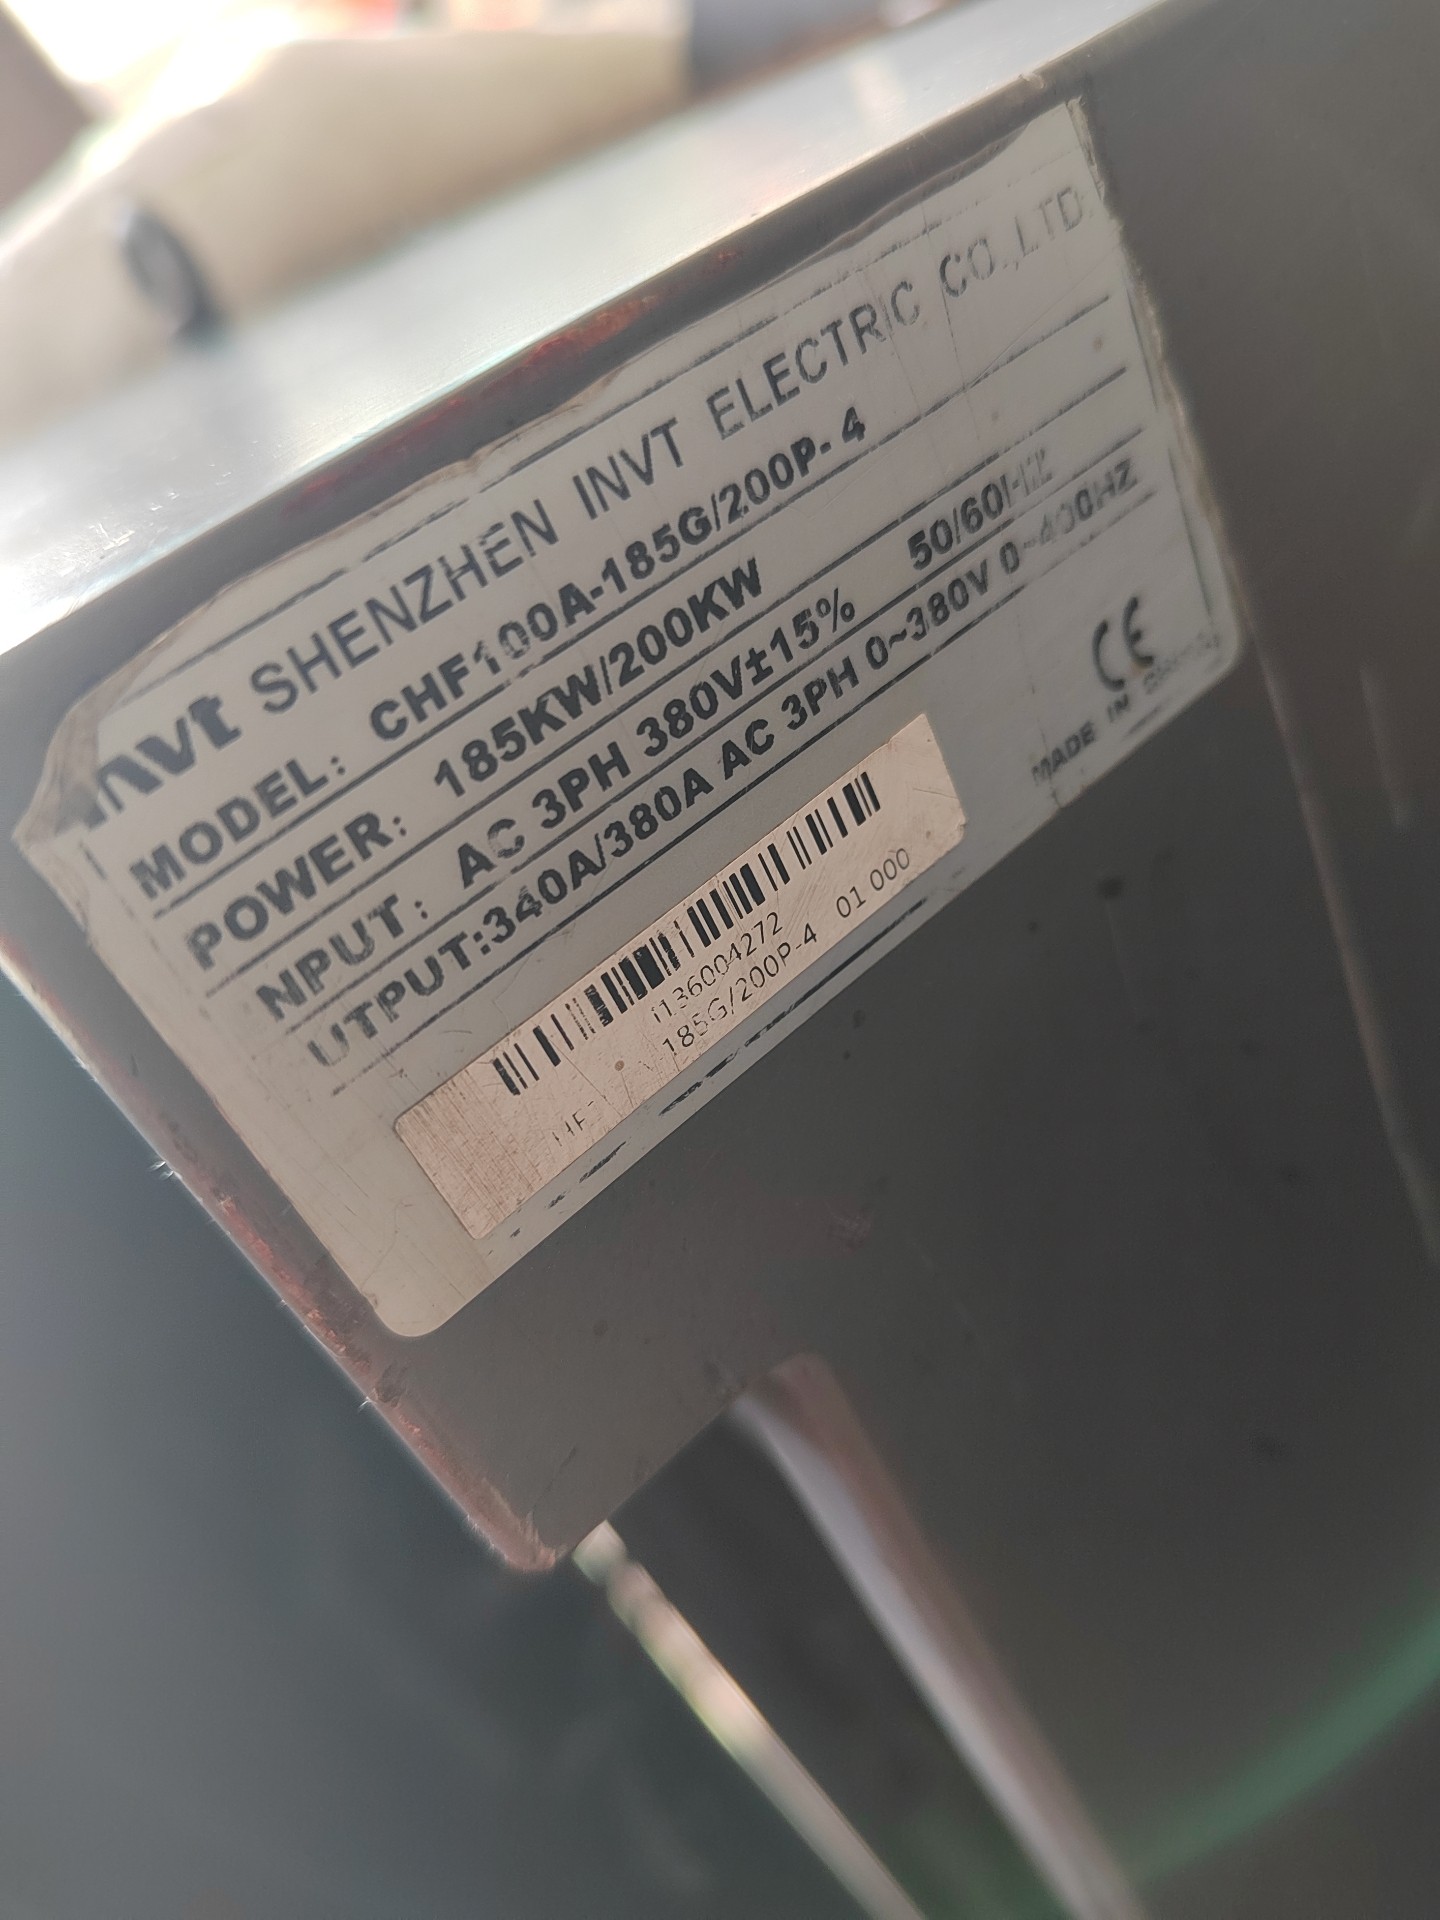 invt SHENZHEN INVT ELECTRIC CO.,LTD.
MODEL: CHF100A-185G/200P-4
POWER: 185KW/200KW
NPUT: AC 3PH 380V±15% 50/60HZ
UTPUT:340A/380A AC 3PH 0~380V 0~400HZ
CE
MADE IN
1136004272
185G/200P-4 01 000